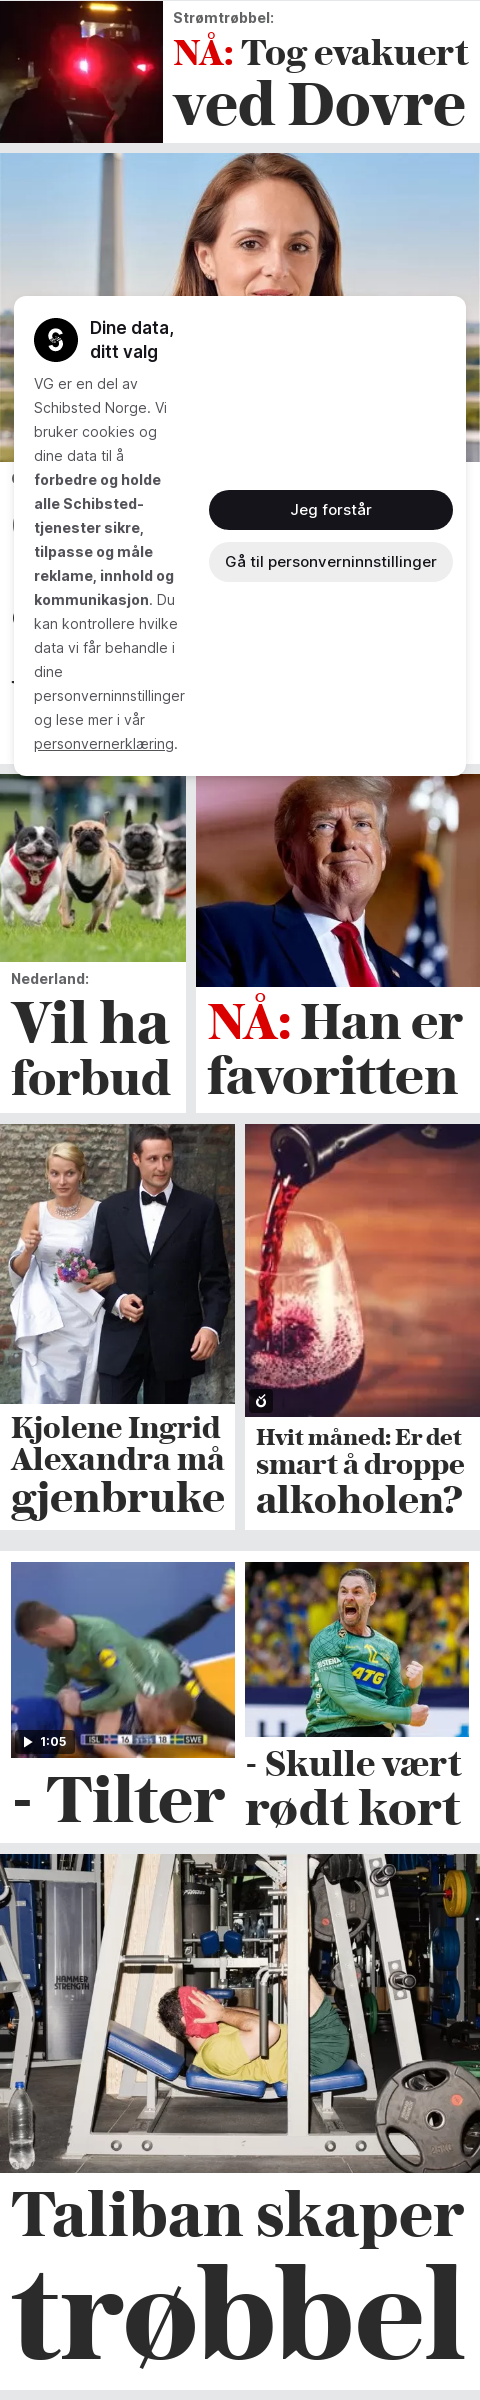 Strømtrøbbel:
NÅ: Tog evakuert
ved Dovre
Dine data,
ditt valg
VG er en del av
Schibsted Norge. Vi
bruker cookies og
dine data til å
forbedre og holde
alle Schibsted-
tjenester sikre,
tilpasse og måle
reklame, innhold og
kommunikasjon. Du
kan kontrollere hvilke
data vi får behandle i
dine
personverninnstillinger
og lese mer i vår
personvernerklæring.
Jeg forstår
Gå til personverninnstillinger
Nederland:
Vil ha
forbud
NÅ: Han er
favoritten
Kjolene Ingrid
Alexandra må
gjenbruke
Hvit måned: Er det
smart å droppe
alkoholen?
1:05
ISL 16 18 SWE
- Tilter
ATG
- Skulle vært
rødt kort
HAMMER
STRENGTH
Taliban skaper
trøbbel